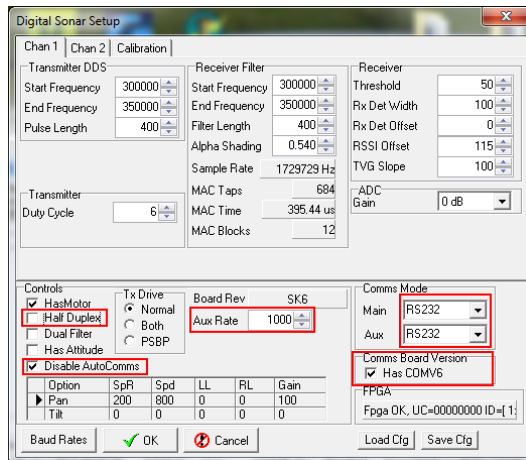 Digital Sonar Setup
Chan 1 Chan 2 Calibration
Transmitter DDS
Start Frequency 300000
End Frequency 350000
Pulse Length 400
Transmitter
Duty Cycle 6
Receiver Filter
Start Frequency 300000
End Frequency 350000
Filter Length 400
Alpha Shading 0.540
Sample Rate 1729729 Hz
MAC Taps 684
MAC Time 395.44 us
MAC Blocks 12
Receiver
Threshold 50
Rx Det Width 100
Rx Det Offset 0
RSSI Offset 115
TVG Slope 100
ADC
Gain 0 dB
Controls
HasMotor
Half Duplex
Dual Filter
Has Attitude
Disable AutoComms
Tx Drive
Normal
Both
PSBP
Board Rev SK6
Aux Rate 1000
Comms Mode
Main RS232
Aux RS232
Comms Board Version
Has COMV6
FPGA
Fpga OK, UC=00000000 ID=[ 1:
Option SpR Spd LL RL Gain
Pan 200 800 0 0 100
Tilt 0 0 0 0 0
Baud Rates OK Cancel Load Cfg Save Cfg